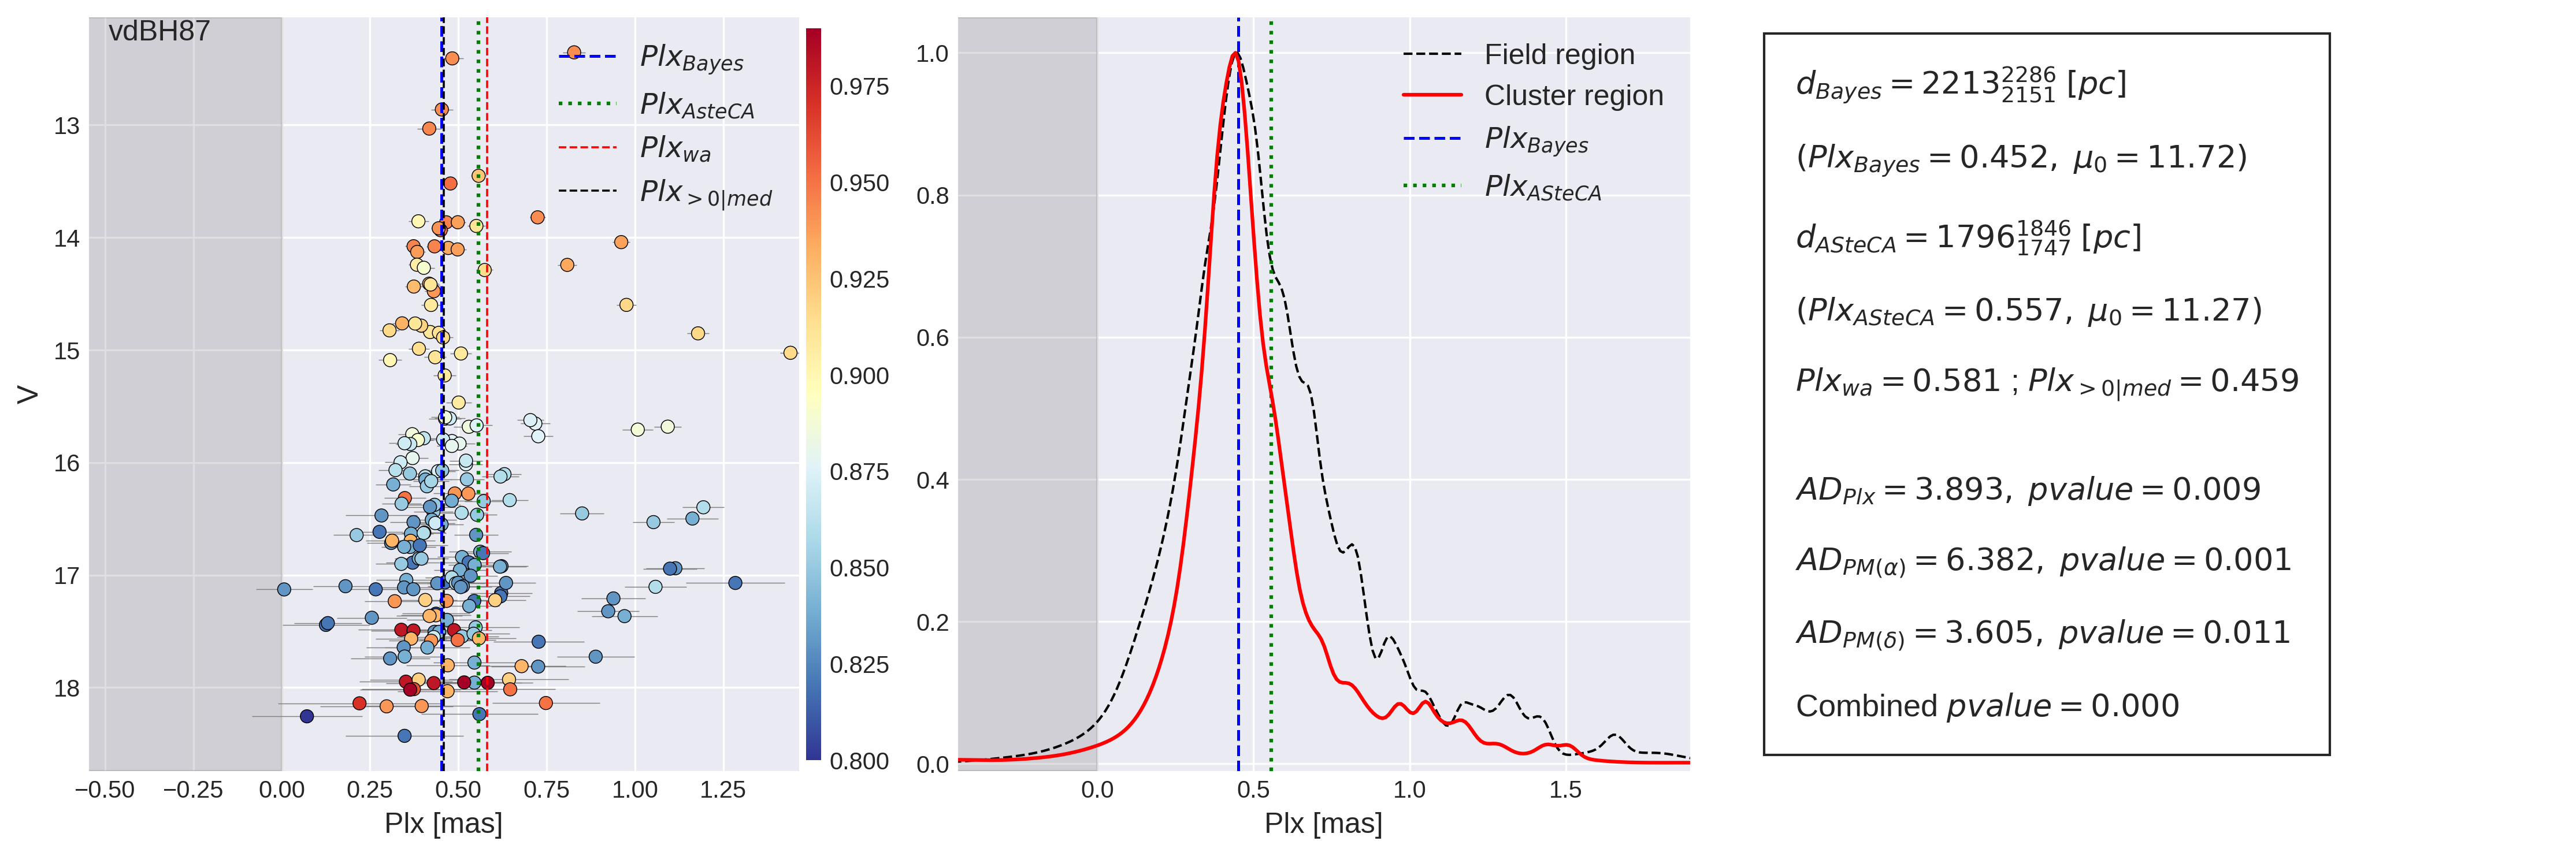 vdBH87
Plx_Bayes
Plx_AsteCA
Plx_wa
Plx_>0|med
V
13
14
15
16
17
18
−0.50 −0.25 0.00 0.25 0.50 0.75 1.00 1.25
Plx [mas]
0.975
0.950
0.925
0.900
0.875
0.850
0.825
0.800
Field region
Cluster region
Plx_Bayes
Plx_ASteCA
1.0
0.8
0.6
0.4
0.2
0.0
0.0 0.5 1.0 1.5
Plx [mas]
d_Bayes = 2213^2286_2151 [pc]
(Plx_Bayes = 0.452, μ_0 = 11.72)
d_ASteCA = 1796^1846_1747 [pc]
(Plx_ASteCA = 0.557, μ_0 = 11.27)
Plx_wa = 0.581 ; Plx_>0|med = 0.459
AD_Plx = 3.893, pvalue = 0.009
AD_PM(α) = 6.382, pvalue = 0.001
AD_PM(δ) = 3.605, pvalue = 0.011
Combined pvalue = 0.000